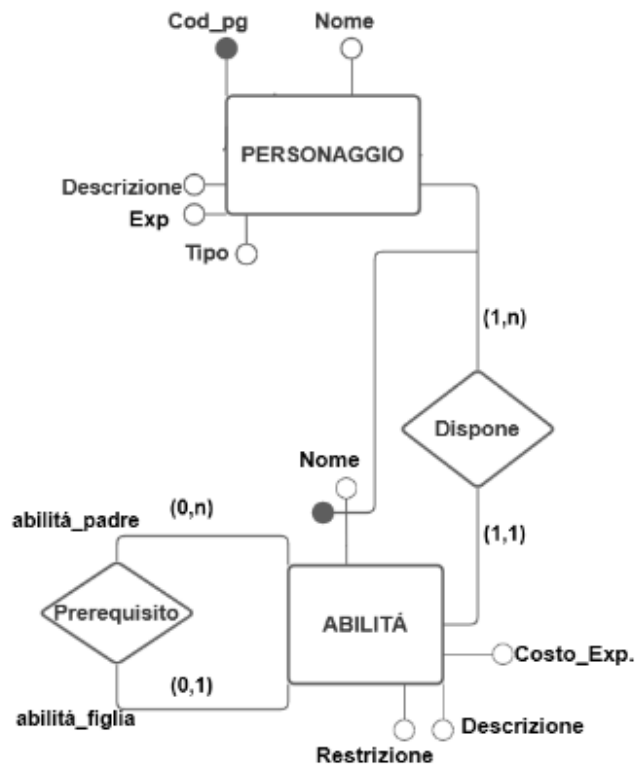 Cod_pg
Nome
PERSONAGGIO
Descrizione
Exp
Tipo
(1,n)
Dispone
Nome
(1,1)
abilitá_padre
(0,n)
Prerequisito
ABILITÁ
(0,1)
abilitá_figlia
Costo_Exp.
Descrizione
Restrizione